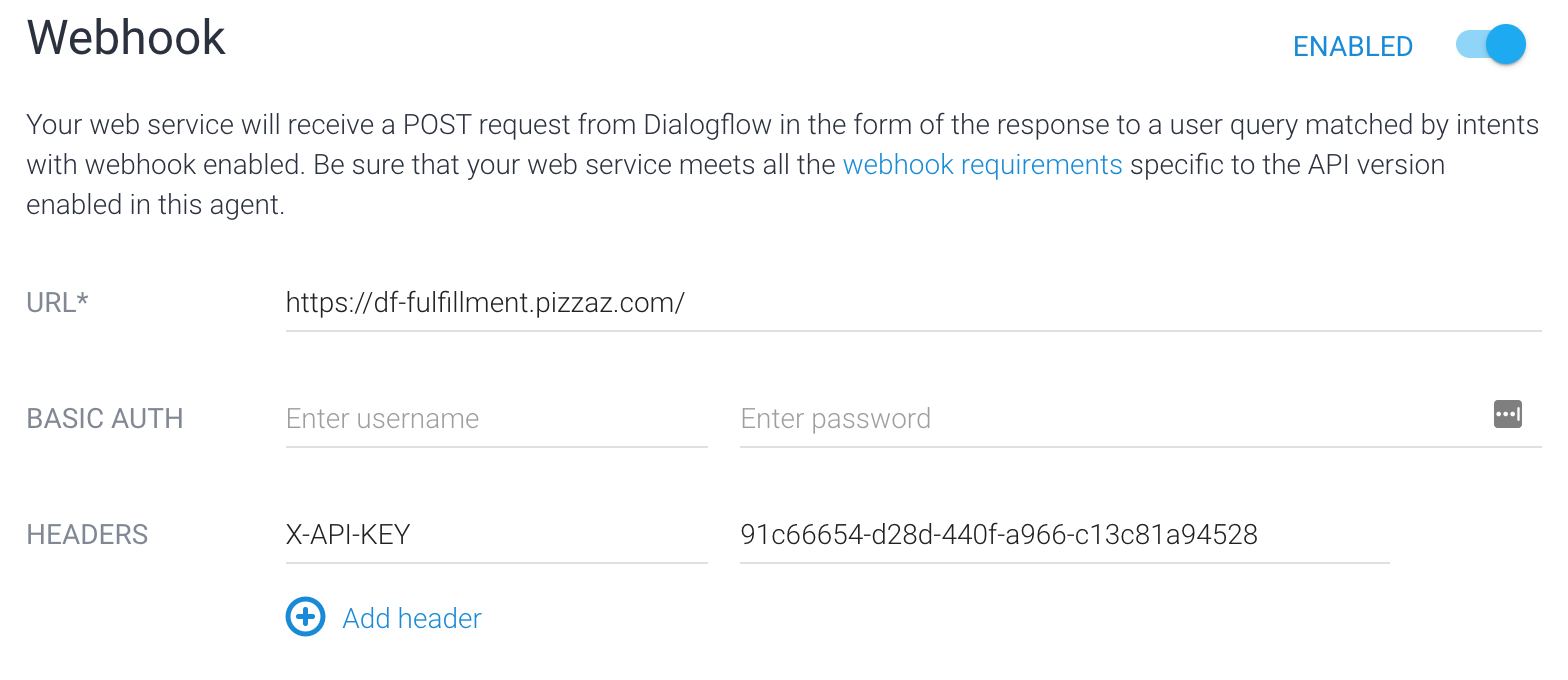 Webhook
ENABLED
Your web service will receive a POST request from Dialogflow in the form of the response to a user query matched by intents
with webhook enabled. Be sure that your web service meets all the webhook requirements specific to the API version
enabled in this agent.
URL* https://df-fulfillment.pizzaz.com/
BASIC AUTH Enter username Enter password
HEADERS X-API-KEY 91c66654-d28d-440f-a966-c13c81a94528
Add header